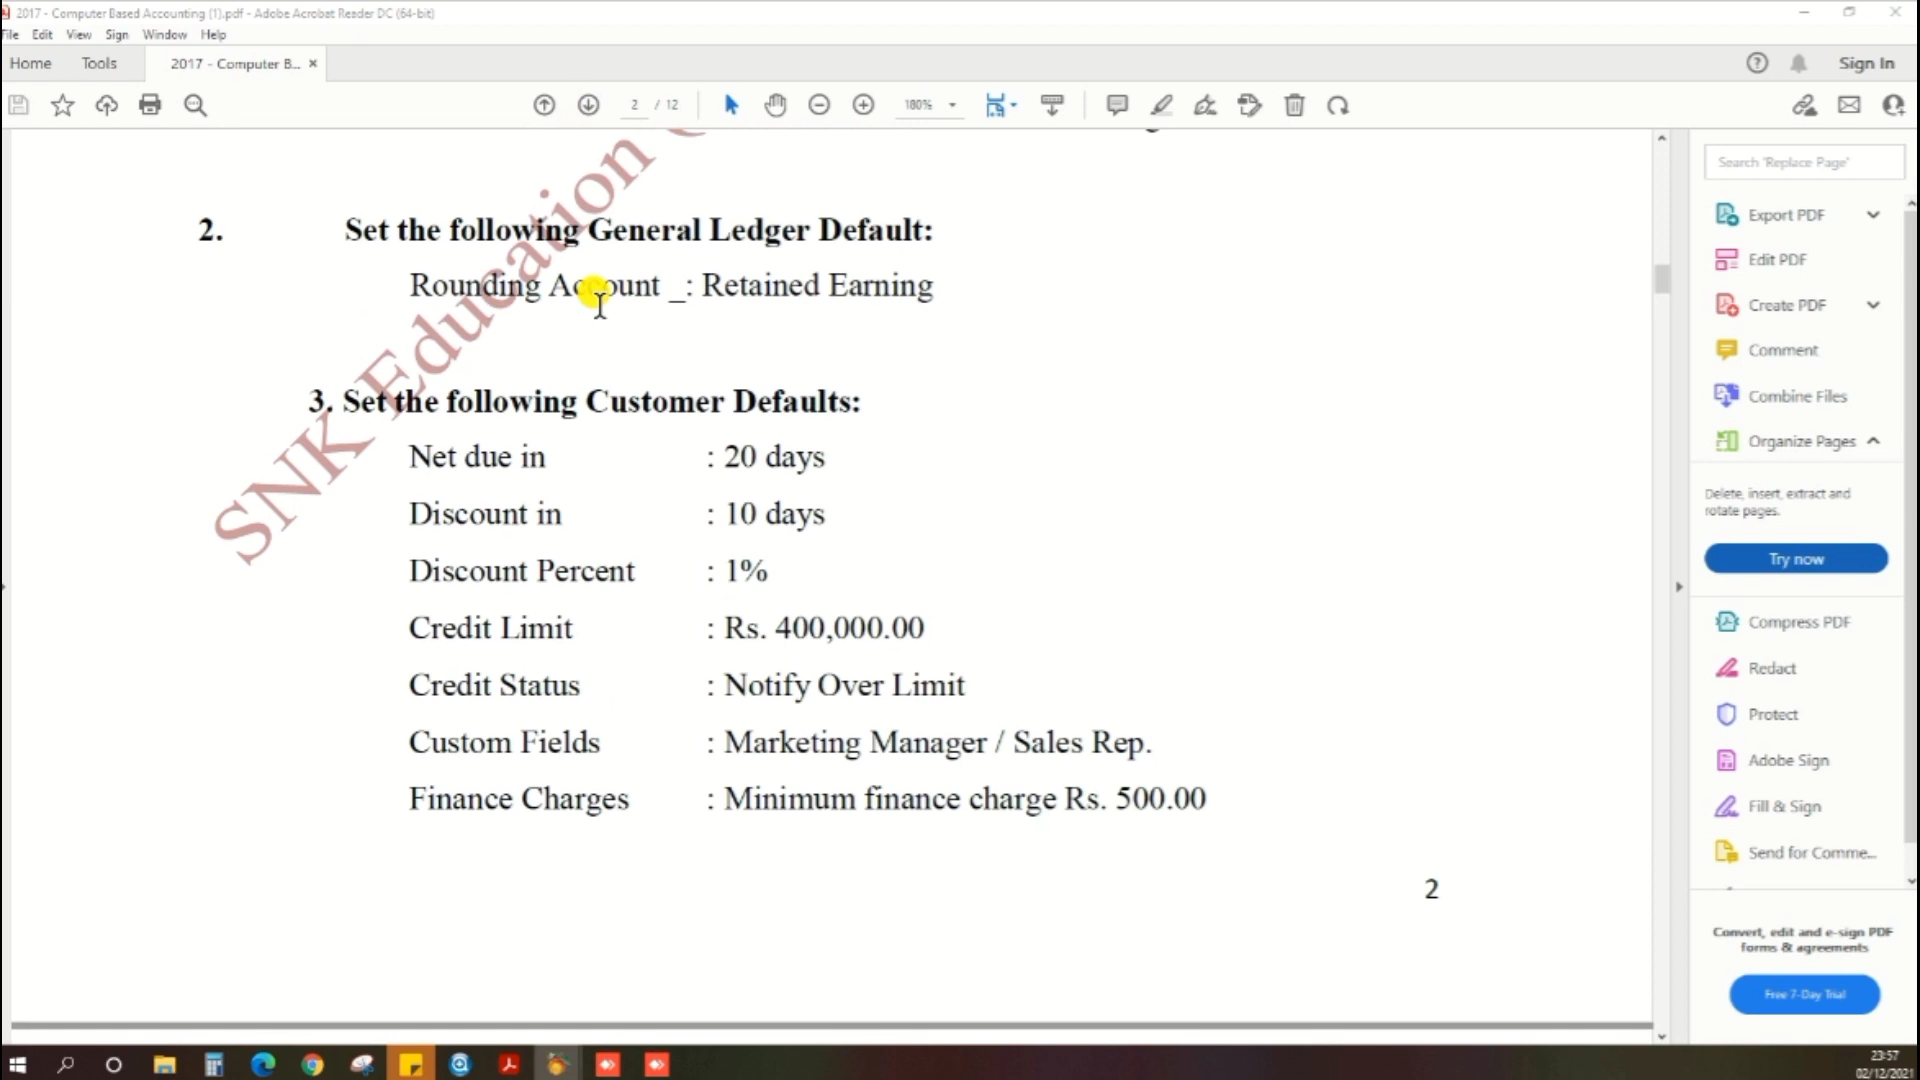 2017 - Computer Based Accounting (1).pdf - Adobe Acrobat Reader DC (64-bit)
File Edit View Sign Window Help
Home Tools 2017 - Computer B... × Sign In
2 / 12 180%
SNK Education
2. Set the following General Ledger Default:
Rounding Account _: Retained Earning
3. Set the following Customer Defaults:
Net due in : 20 days
Discount in : 10 days
Discount Percent : 1%
Credit Limit : Rs. 400,000.00
Credit Status : Notify Over Limit
Custom Fields : Marketing Manager / Sales Rep.
Finance Charges : Minimum finance charge Rs. 500.00
2
Search 'Replace Page'
Export PDF
Edit PDF
Create PDF
Comment
Combine Files
Organize Pages
Delete, insert, extract and
rotate pages.
Try now
Compress PDF
Redact
Protect
Adobe Sign
Fill & Sign
Send for Comme...
Convert, edit and e-sign PDF
forms & agreements
Free 7-Day Trial
23:57
02/12/2021